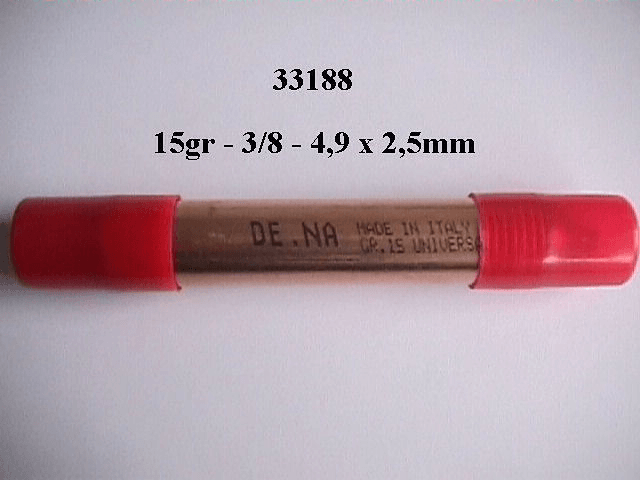 33188
15gr - 3/8 - 4,9 x 2,5mm
DE.NA
MADE IN ITALY
GR.15 UNIVERSA